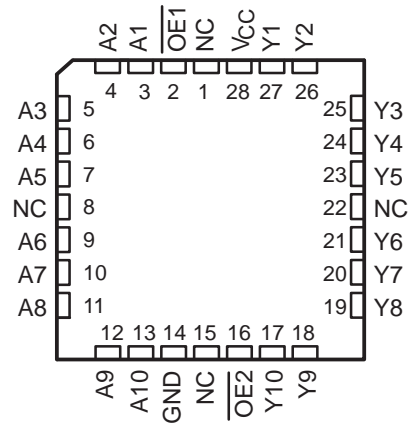 A2 A1 OE1 NC VCC Y1 Y2
4 3 2 1 28 27 26
A3 5 25 Y3
A4 6 24 Y4
A5 7 23 Y5
NC 8 22 NC
A6 9 21 Y6
A7 10 20 Y7
A8 11 19 Y8
12 13 14 15 16 17 18
A9 A10 GND NC OE2 Y10 Y9